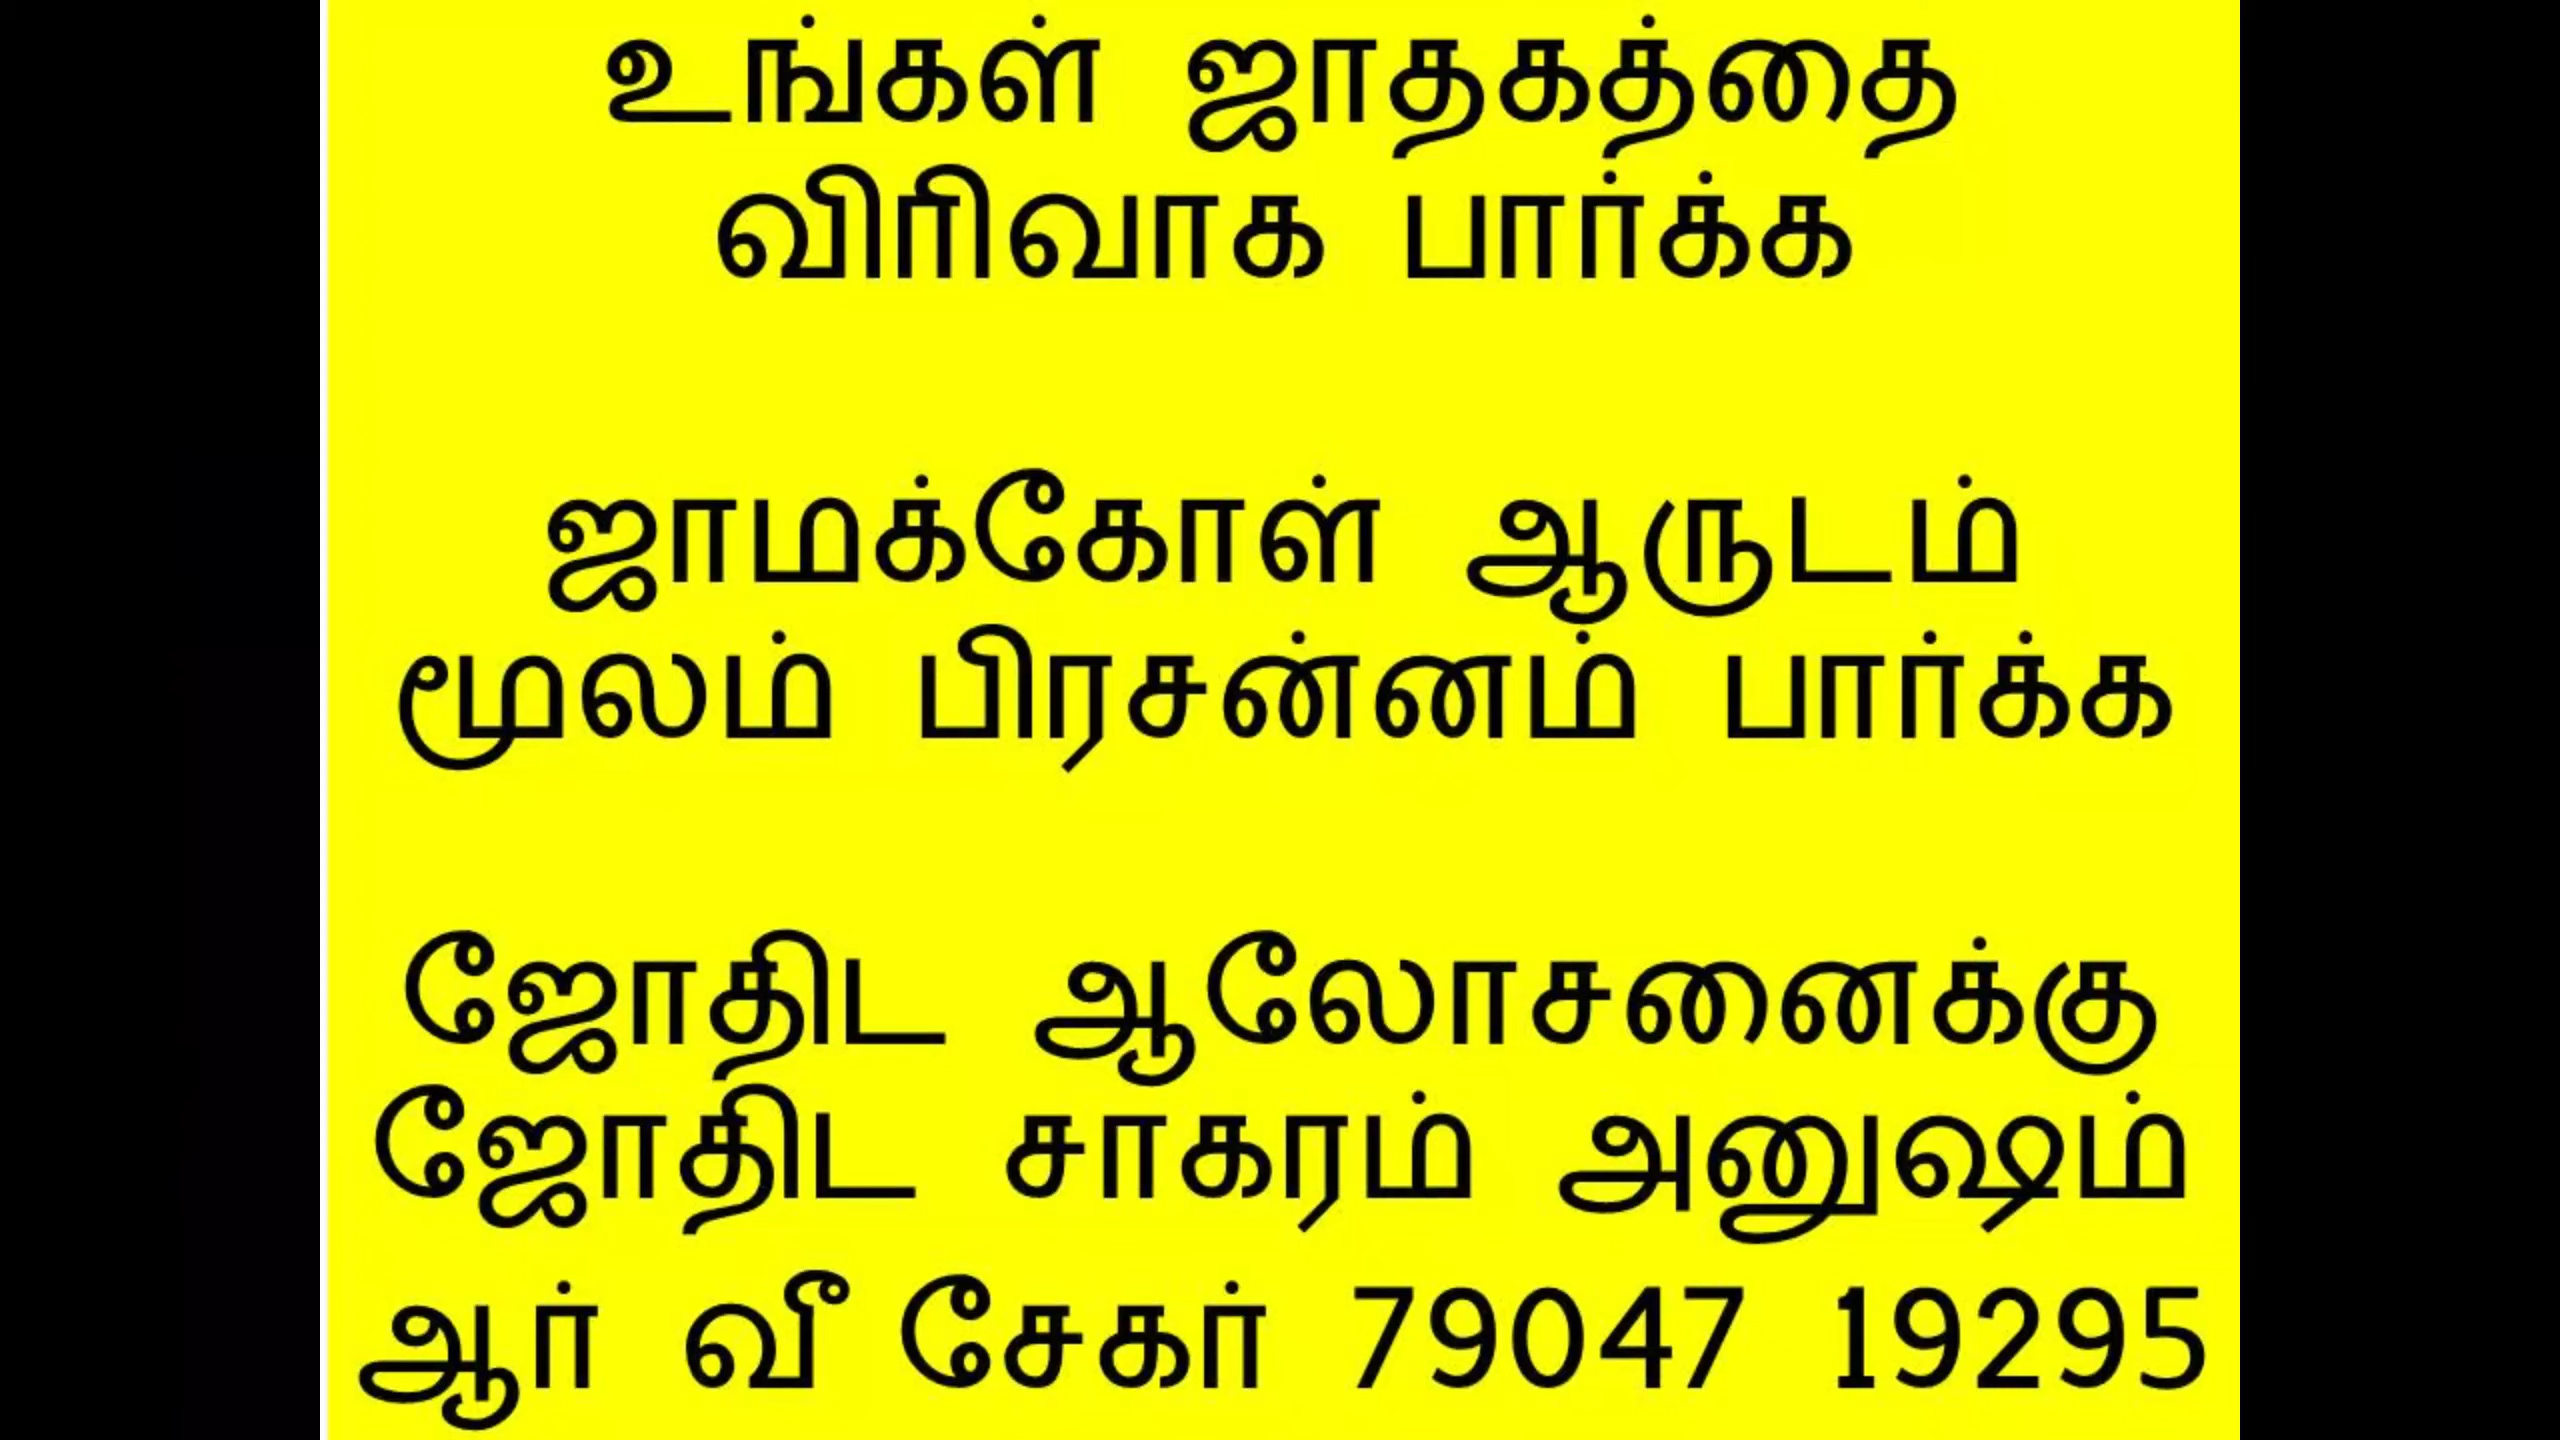 உங்கள் ஜாதகத்தை
விரிவாக பார்க்க
ஜாமக்கோள் ஆருடம்
மூலம் பிரசன்னம் பார்க்க
ஜோதிட ஆலோசனைக்கு
ஜோதிட சாகரம் அனுஷம்
ஆர் வீ சேகர் 79047 19295